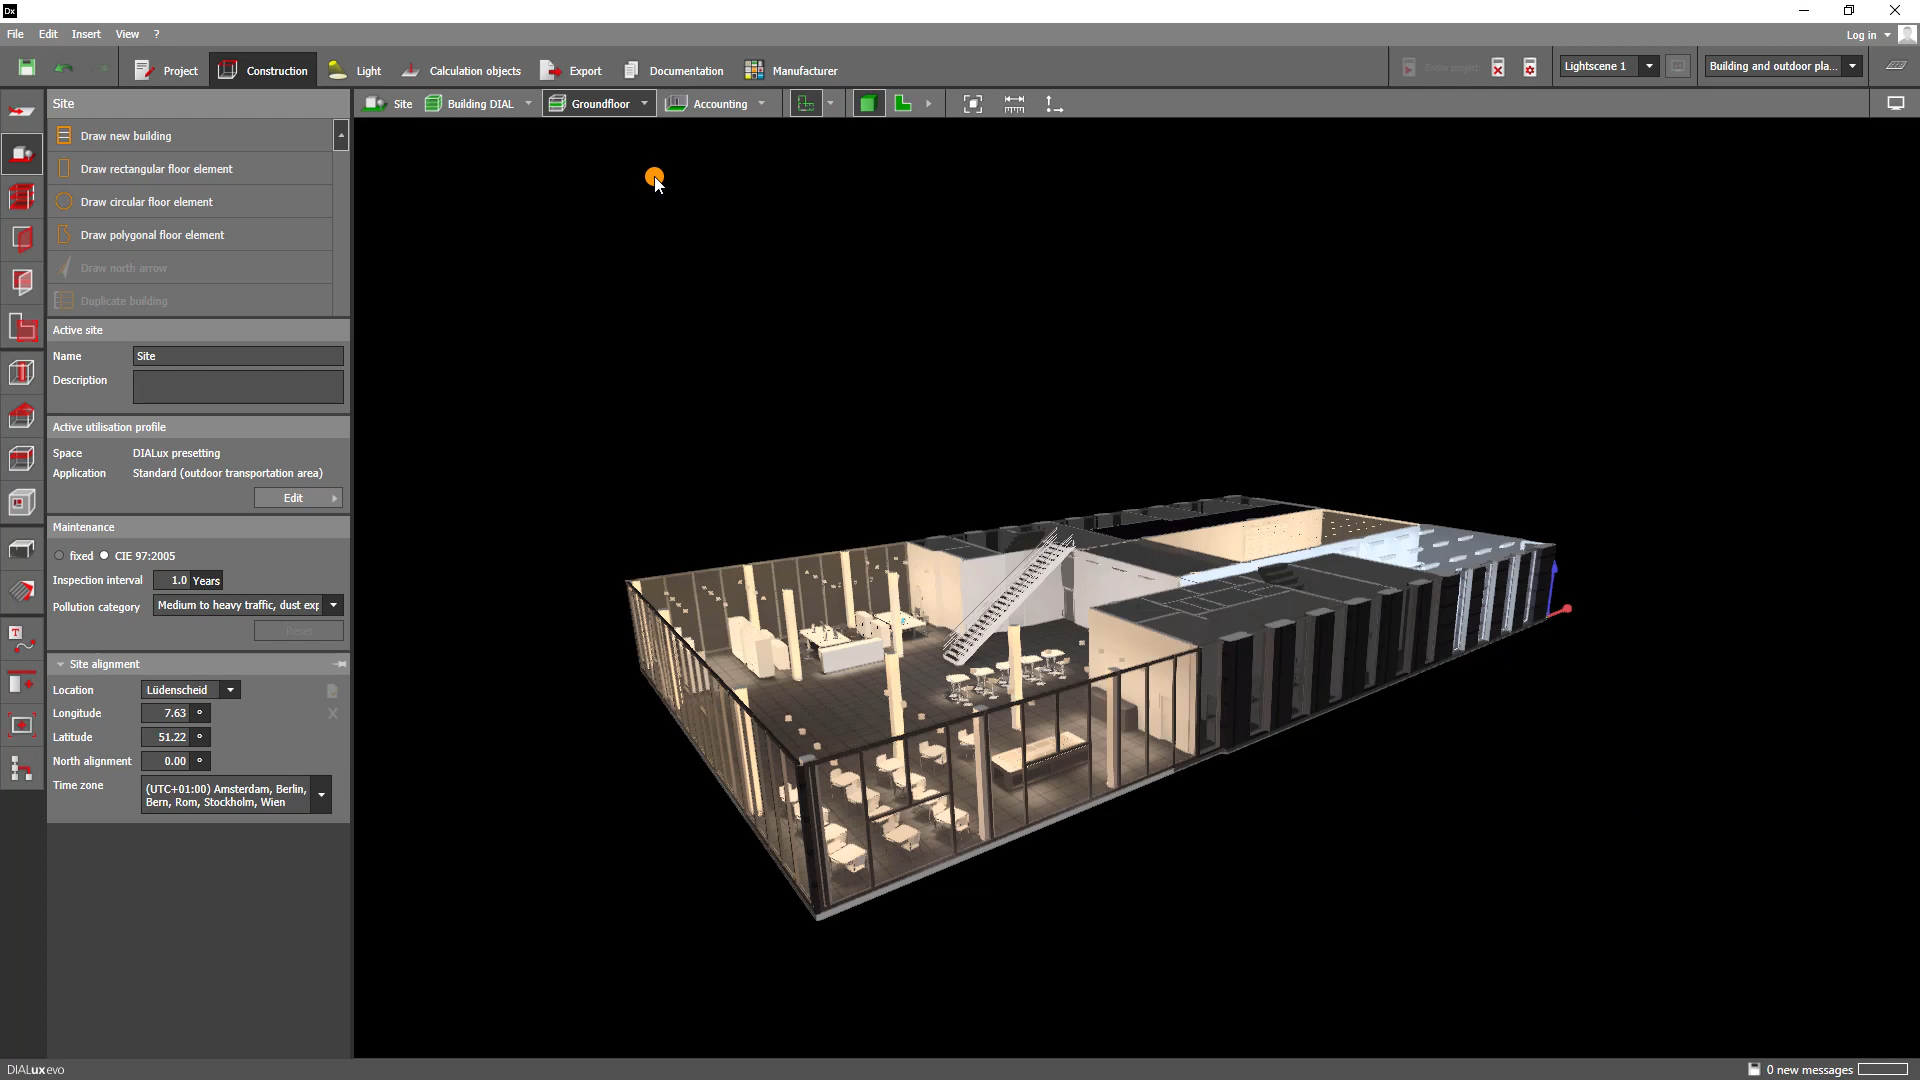 Dx
File Edit Insert View ?
Log in
Project Construction Light Calculation objects Export Documentation Manufacturer
Entire project
Lightscene 1
Building and outdoor pla...
Site
Site Building DIAL Groundfloor Accounting
Draw new building
Draw rectangular floor element
Draw circular floor element
Draw polygonal floor element
Draw north arrow
Duplicate building
Active site
Name Site
Description
Active utilisation profile
Space DIALux presetting
Application Standard (outdoor transportation area)
Edit
Maintenance
fixed CIE 97:2005
Inspection interval 1.0 Years
Pollution category Medium to heavy traffic, dust exp
Reset
Site alignment
Location Lüdenscheid
Longitude 7.63 °
Latitude 51.22 °
North alignment 0.00 °
Time zone (UTC+01:00) Amsterdam, Berlin,
Bern, Rom, Stockholm, Wien
DIALux evo
0 new messages